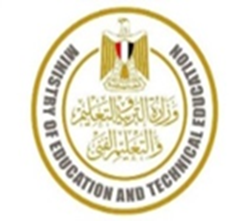 وزارة التربية والتعليم
والتعليم الفني
MINISTRY OF EDUCATION AND TECHNICAL EDUCATION